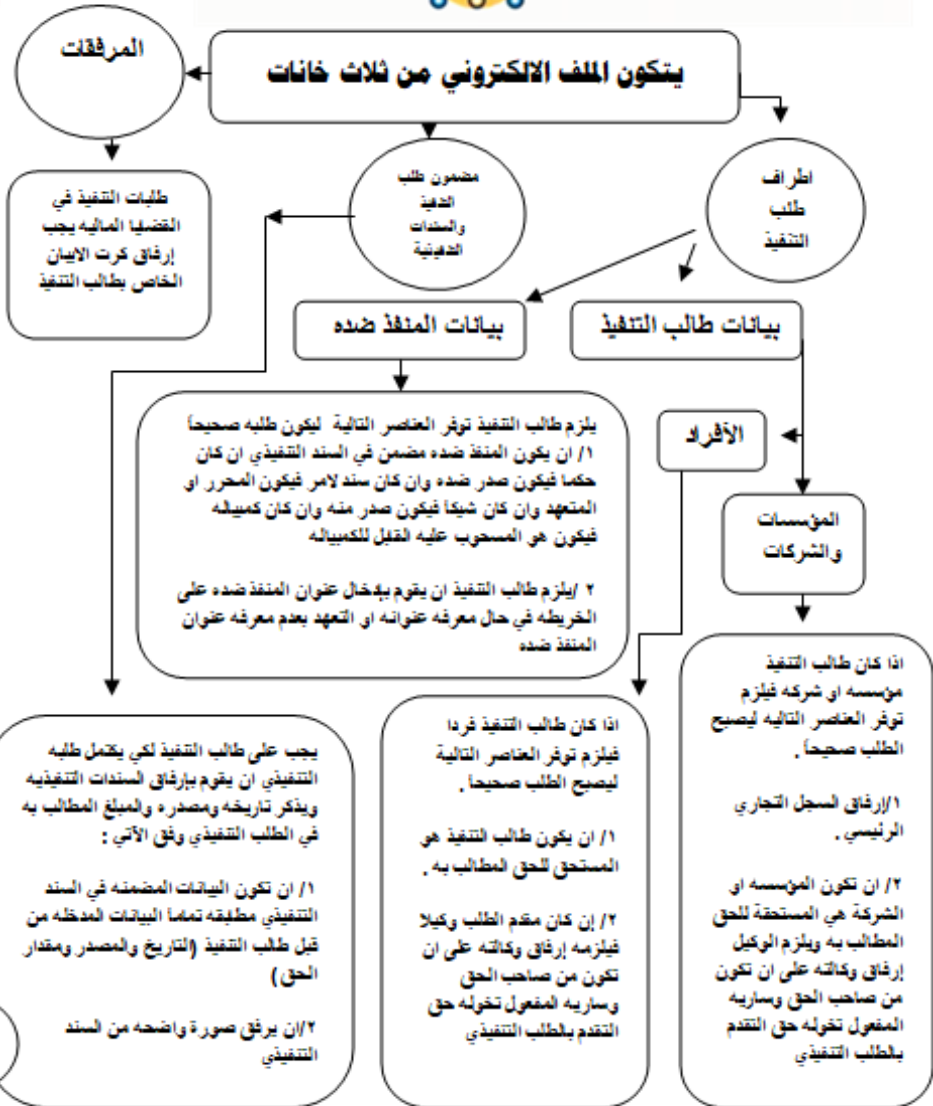 يتكون الملف الالكتروني من ثلاث خانات
اطراف
طلب
التنفيذ
مضمون طلب
التنفيذ
والسندات
المرفقات
طلبات التنفيذ في
القضايا الماليه يجب
إرفاق كرت الايبان
الخاص بطالب التنفيذ
بيانات طالب التنفيذ
بيانات المنفذ ضده
الأفراد
المؤسسات
والشركات
يلزم طالب التنفيذ توفر العناصر التالية ليكون طلبه صحيحاً
١/ ان يكون المنفذ ضده مضمن في السند التنفيذي ان كان
حكما فيكون صدر ضده وان كان سند لامر فيكون المحرر او
المتعهد وان كان شيكاً فيكون صدر منه وان كان كمبياله
فيكون هو المسحوب عليه القابل للكمبياله
٢ /يلزم طالب التنفيذ ان يقوم بإدخال عنوان المنفذ ضده على
الخريطه في حال معرفه عنوانه او التعهد بعدم معرفه عنوان
المنفذ ضده
اذا كان طالب التنفيذ
مؤسسه او شركه فيلزم
توفر العناصر التاليه ليصبح
الطلب صحيحاً .
١/إرفاق السجل التجاري
الرئيسي .
٢/ ان تكون المؤسسه او
الشركة هي المستحقة للحق
المطالب به ويلزم الوكيل
إرفاق وكالته على ان تكون
من صاحب الحق وساريه
المفعول تخوله حق التقدم
بالطلب التنفيذي
اذا كان طالب التنفيذ فردا
فيلزم توفر العناصر التالية
ليصبح الطلب صحيحاً .
١/ ان يكون طالب التنفيذ هو
المستحق للحق المطالب به .
٢/ إن كان مقدم الطلب وكيلا
فيلزمه إرفاق وكالته على ان
تكون من صاحب الحق
وساريه المفعول تخوله حق
التقدم بالطلب التنفيذي
يجب على طالب التنفيذ لكي يكتمل طلبه
التنفيذي ان يقوم بإرفاق السندات التنفيذيه
ويذكر تاريخه ومصدره والمبلغ المطالب به
في الطلب التنفيذي وفق الآتي :
١/ ان تكون البيانات المضمنه في السند
التنفيذي مطابقه تماماً البيانات المدخله من
قبل طالب التنفيذ (التاريخ والمصدر ومقدار
الحق)
٢/ان يرفق صورة واضحه من السند
التنفيذي